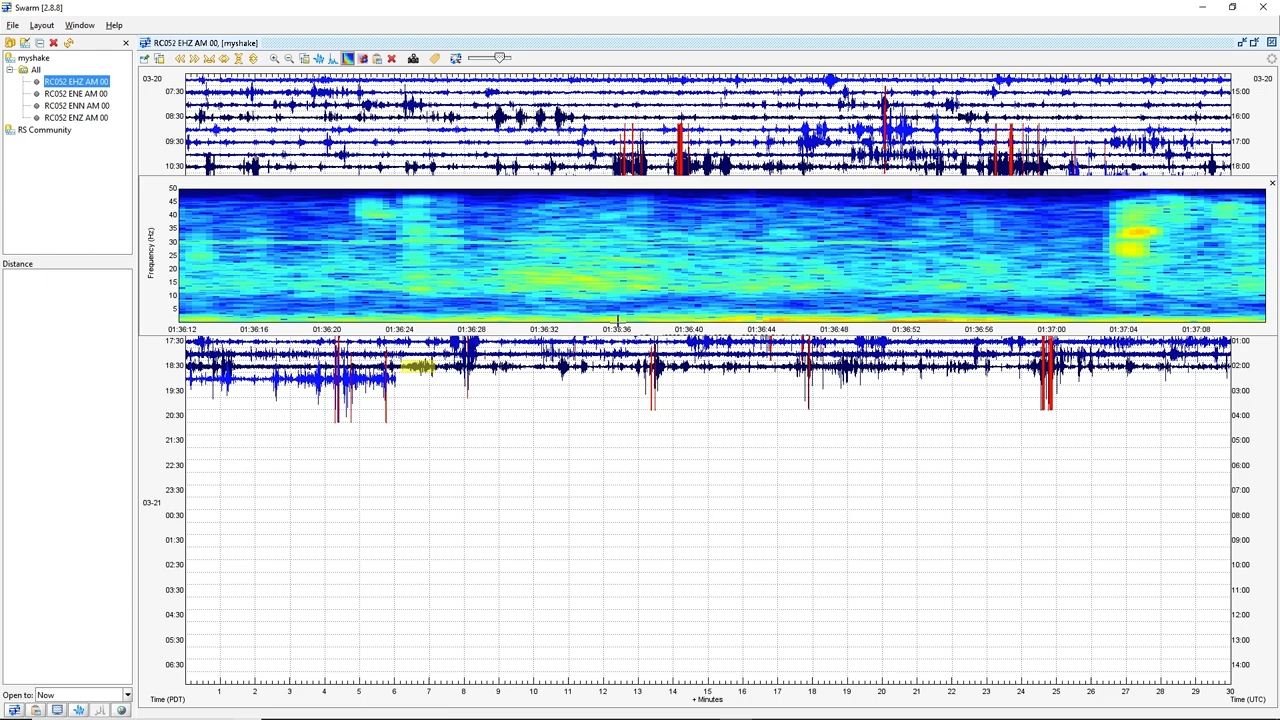 Swarm [2.8.8]
File Layout Window Help
RC052 EHZ AM 00, [myshake]
myshake
All
RC052 EHZ AM 00
RC052 ENE AM 00
RC052 ENN AM 00
RC052 ENZ AM 00
RS Community
Distance
03-20 03-20
07:30 15:00
08:30 16:00
09:30 17:00
10:30 18:00
50
45
40
35
30
25
20
15
10
5
Frequency (Hz)
01:36:12 01:36:16 01:36:20 01:36:24 01:36:28 01:36:32 01:36:36 01:36:40 01:36:44 01:36:48 01:36:52 01:36:56 01:37:00 01:37:04 01:37:08
17:30 01:00
18:30 02:00
19:30 03:00
20:30 04:00
21:30 05:00
22:30 06:00
23:30 07:00
03-21
00:30 08:00
01:30 09:00
02:30 10:00
03:30 11:00
04:30 12:00
05:30 13:00
06:30 14:00
1 2 3 4 5 6 7 8 9 10 11 12 13 14 15 16 17 18 19 20 21 22 23 24 25 26 27 28 29 30
Time (PDT) + Minutes Time (UTC)
Open to: Now